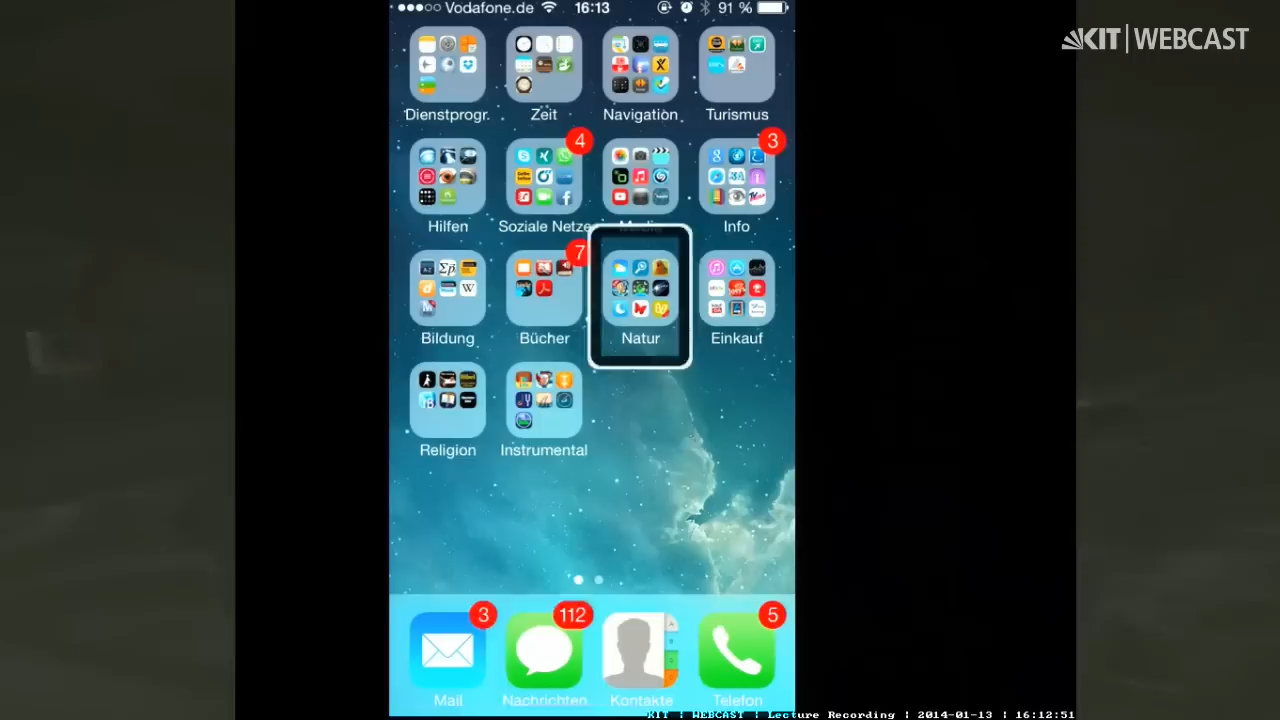 Vodafone.de 16:13 91 %
KIT WEBCAST
Dienstprogr. Zeit Navigation Turismus
4 3
Hilfen Soziale Netze Info
7
Bildung Bücher Natur Einkauf
Religion Instrumental
3 112 5
Mail Nachrichten Kontakte Telefon
KIT | WEBCAST | Lecture Recording | 2014-01-13 | 16:12:51